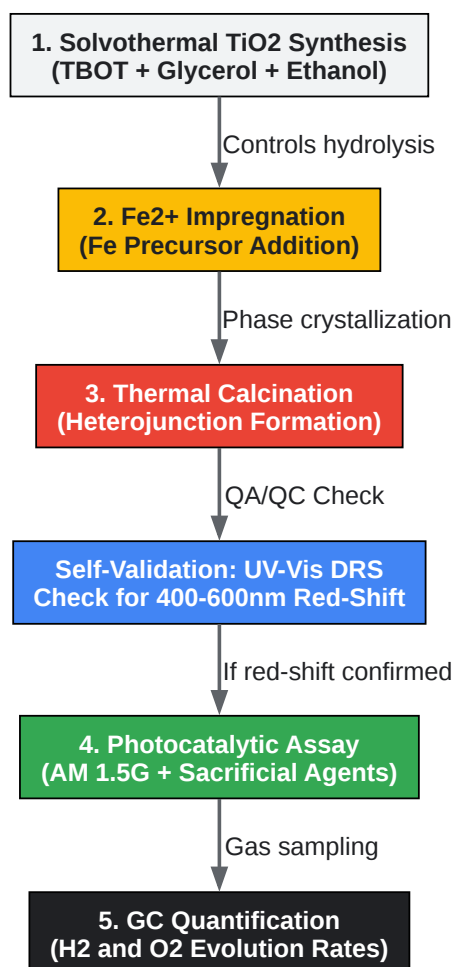 1. Solvothermal TiO2 Synthesis
(TBOT + Glycerol + Ethanol)
Controls hydrolysis
2. Fe2+ Impregnation
(Fe Precursor Addition)
Phase crystallization
3. Thermal Calcination
(Heterojunction Formation)
QA/QC Check
Self-Validation: UV-Vis DRS
Check for 400-600nm Red-Shift
If red-shift confirmed
4. Photocatalytic Assay
(AM 1.5G + Sacrificial Agents)
Gas sampling
5. GC Quantification
(H2 and O2 Evolution Rates)